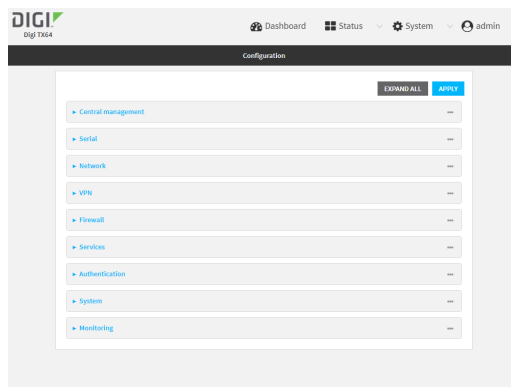 DIGI
Digi TX64
Dashboard Status System admin
Configuration
EXPAND ALL APPLY
Central management
Serial
Network
VPN
Firewall
Services
Authentication
System
Monitoring